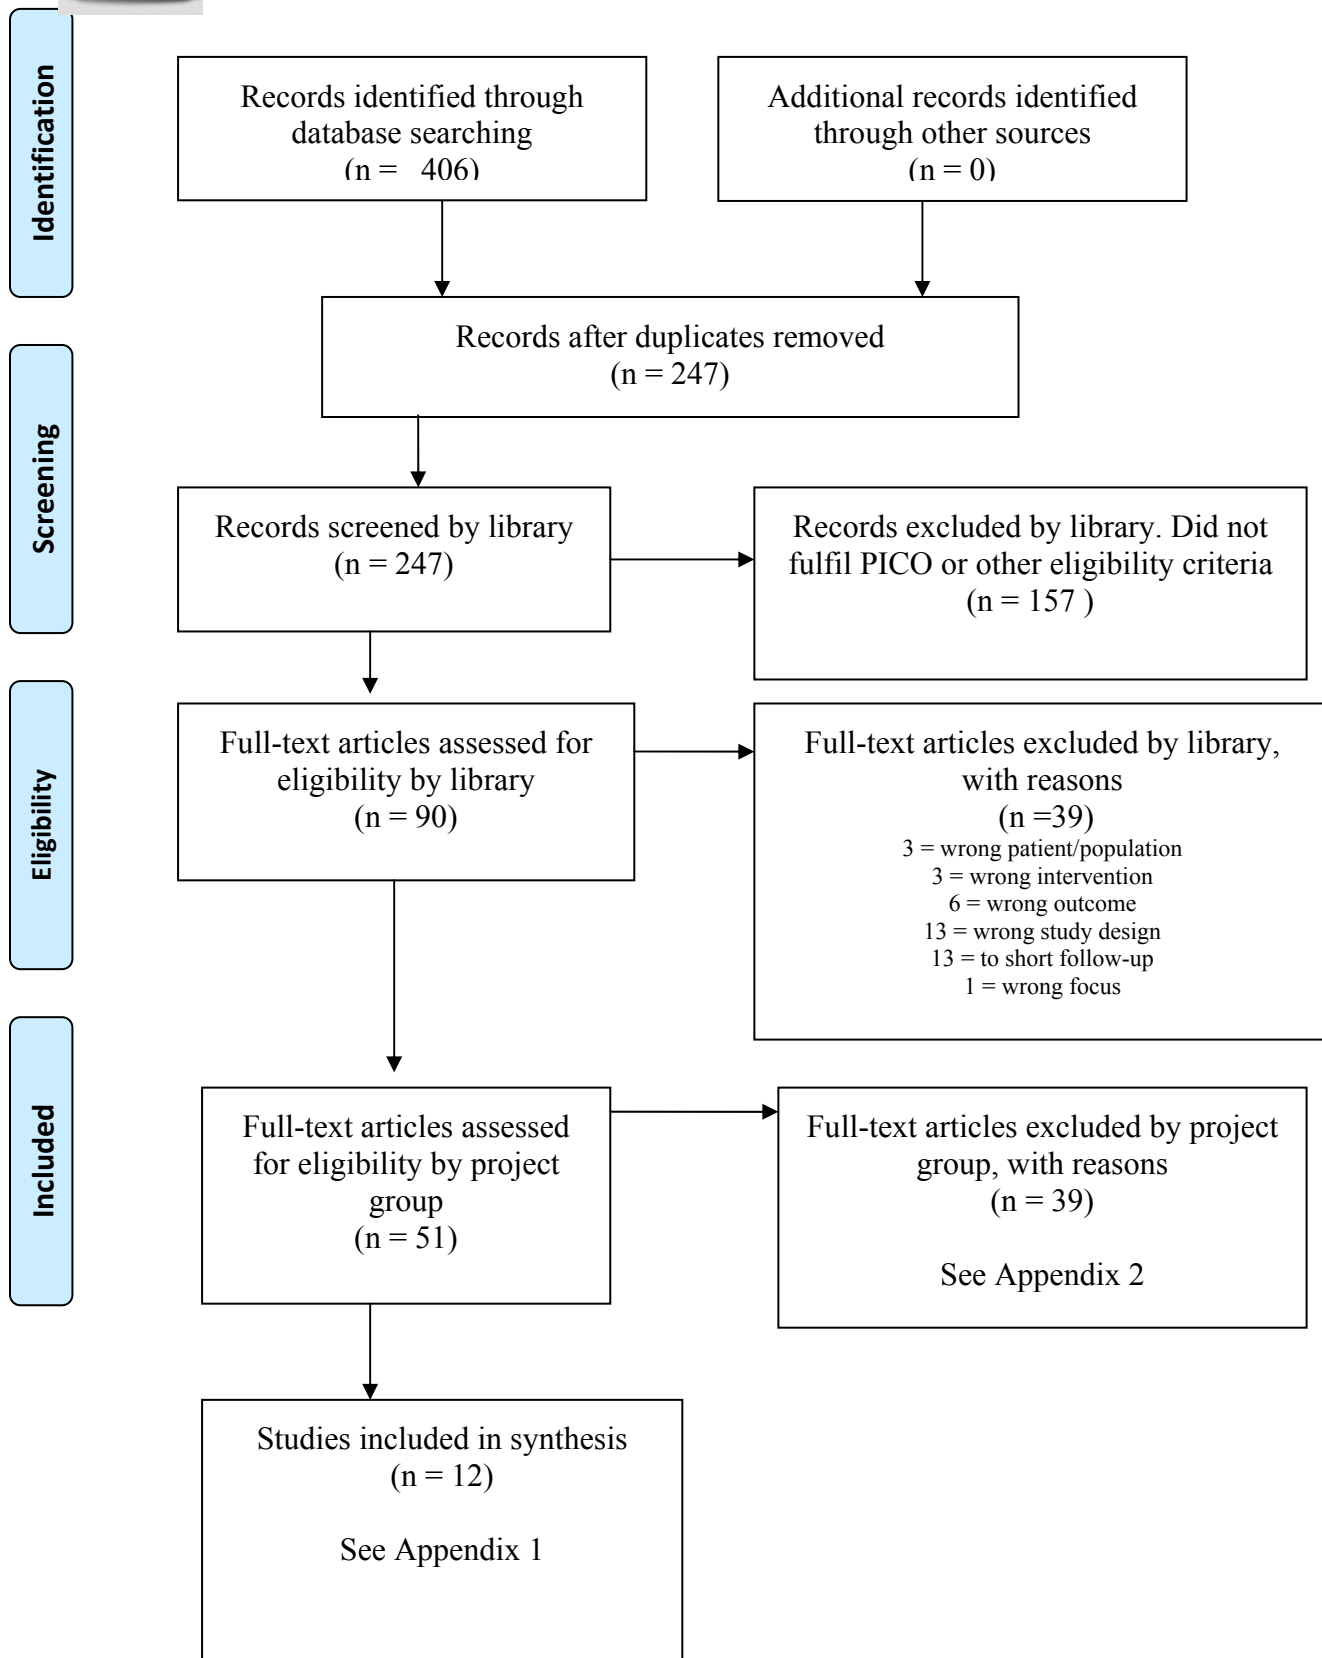 Identification
Records identified through
database searching
(n = 406)
Additional records identified
through other sources
(n = 0)
Records after duplicates removed
(n = 247)
Screening
Records screened by library
(n = 247)
Records excluded by library. Did not
fulfil PICO or other eligibility criteria
(n = 157 )
Eligibility
Full-text articles assessed for
eligibility by library
(n = 90)
Full-text articles excluded by library,
with reasons
(n =39)
3 = wrong patient/population
3 = wrong intervention
6 = wrong outcome
13 = wrong study design
13 = to short follow-up
1 = wrong focus
Included
Full-text articles assessed
for eligibility by project
group
(n = 51)
Full-text articles excluded by project
group, with reasons
(n = 39)
See Appendix 2
Studies included in synthesis
(n = 12)
See Appendix 1